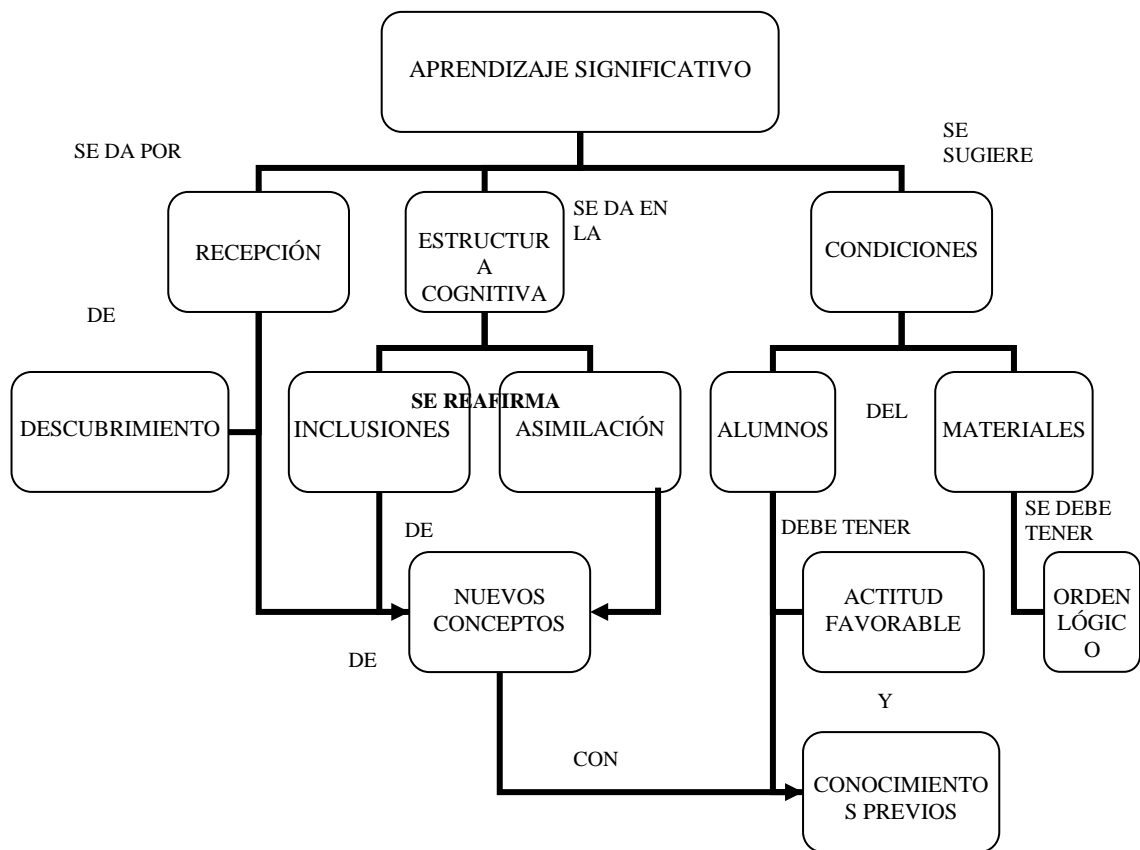 APRENDIZAJE SIGNIFICATIVO
SE DA POR
SE
SUGIERE
RECEPCIÓN
ESTRUCTUR
A
COGNITIVA
SE DA EN
LA
CONDICIONES
DE
DESCUBRIMIENTO
INCLUSIONES
SE REAFIRMA
ASIMILACIÓN
ALUMNOS
DEL
MATERIALES
DE
DEBE TENER
SE DEBE
TENER
NUEVOS
CONCEPTOS
ACTITUD
FAVORABLE
ORDEN
LÓGIC
O
DE
Y
CON
CONOCIMIENTO
S PREVIOS